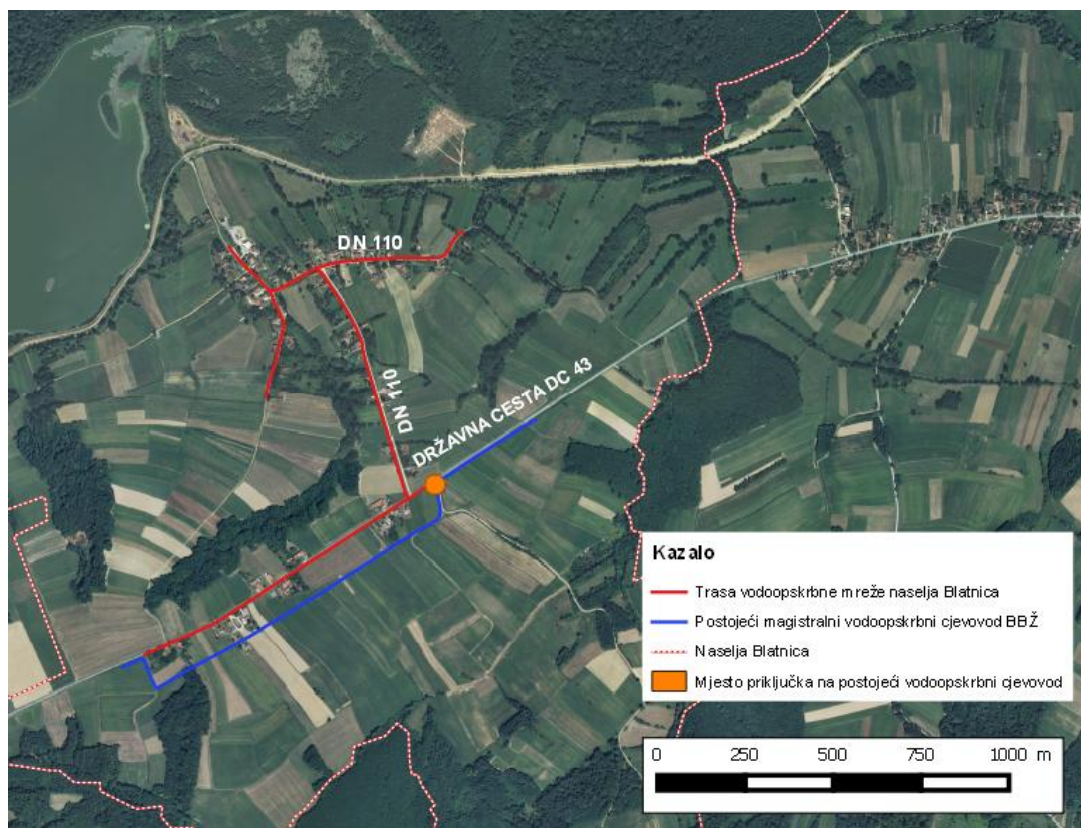 DN 110
DN 110
DRŽAVNA CESTA DC 43
Kazalo
Trasa vodoopskrbne mreže naselja Blatnica
Postojeći magistralni vodoopskrbni cjevovod BBŽ
Naselja Blatnica
Mjesto priključka na postojeći vodoopskrbni cjevovod
0 250 500 750 1000 m